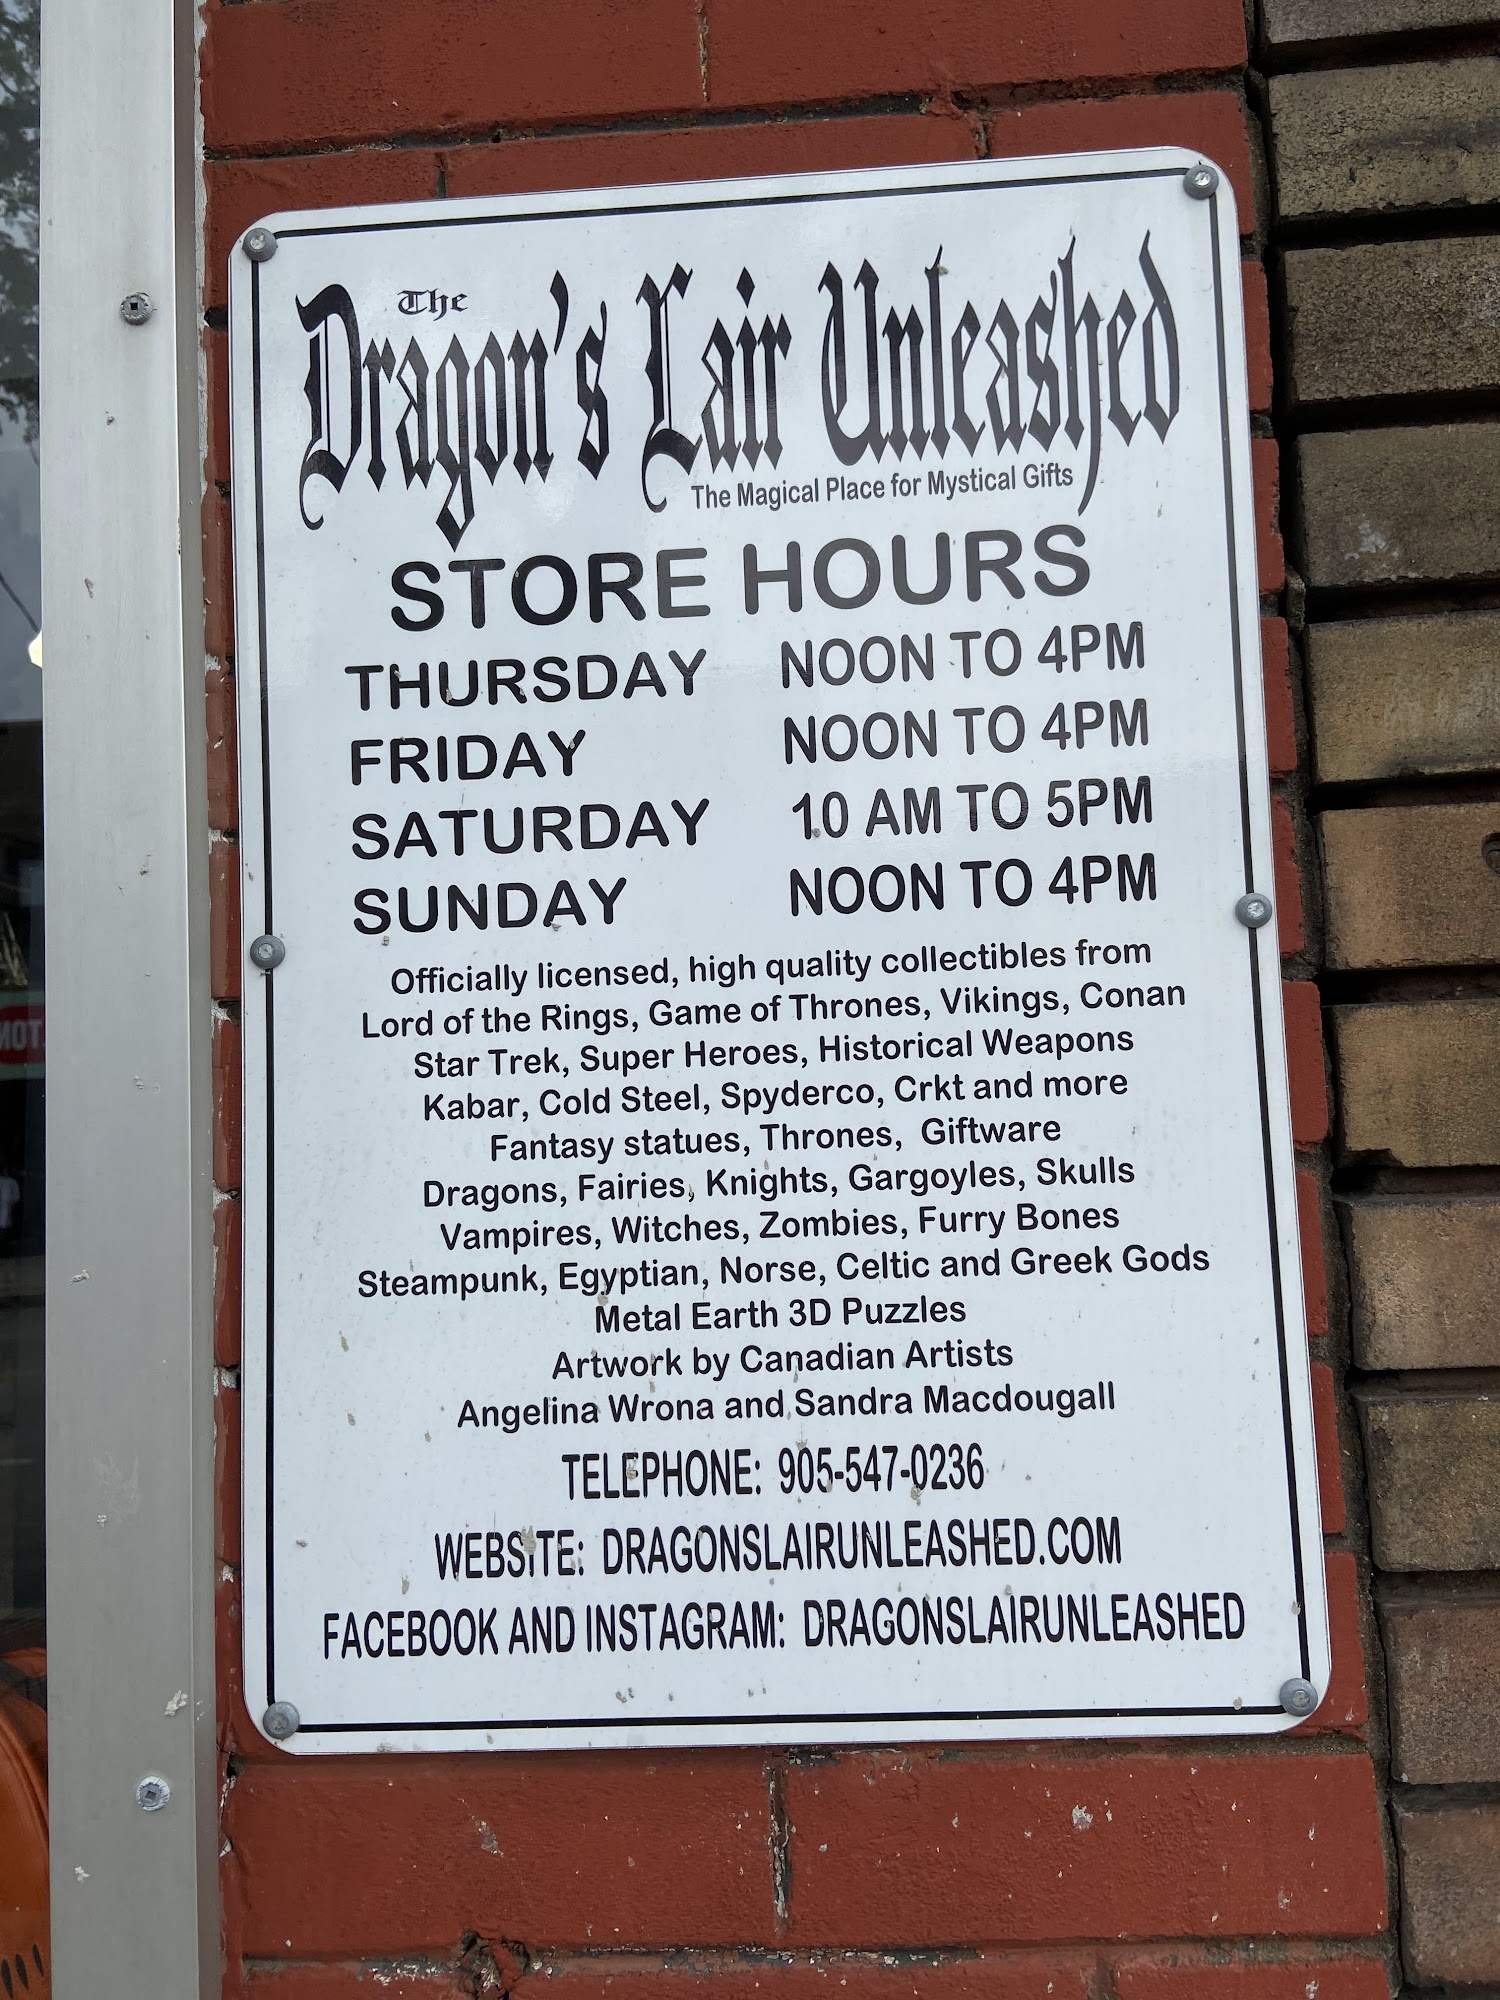 The
Dragon's Lair Unleashed
The Magical Place for Mystical Gifts
STORE HOURS
THURSDAY NOON TO 4PM
FRIDAY NOON TO 4PM
SATURDAY 10 AM TO 5PM
SUNDAY NOON TO 4PM
Officially licensed, high quality collectibles from
Lord of the Rings, Game of Thrones, Vikings, Conan
Star Trek, Super Heroes, Historical Weapons
Kabar, Cold Steel, Spyderco, Crkt and more
Fantasy statues, Thrones, Giftware
Dragons, Fairies, Knights, Gargoyles, Skulls
Vampires, Witches, Zombies, Furry Bones
Steampunk, Egyptian, Norse, Celtic and Greek Gods
Metal Earth 3D Puzzles
Artwork by Canadian Artists
Angelina Wrona and Sandra Macdougall
TELEPHONE: 905-547-0236
WEBSITE: DRAGONSLAIRUNLEASHED.COM
FACEBOOK AND INSTAGRAM: DRAGONSLAIRUNLEASHED